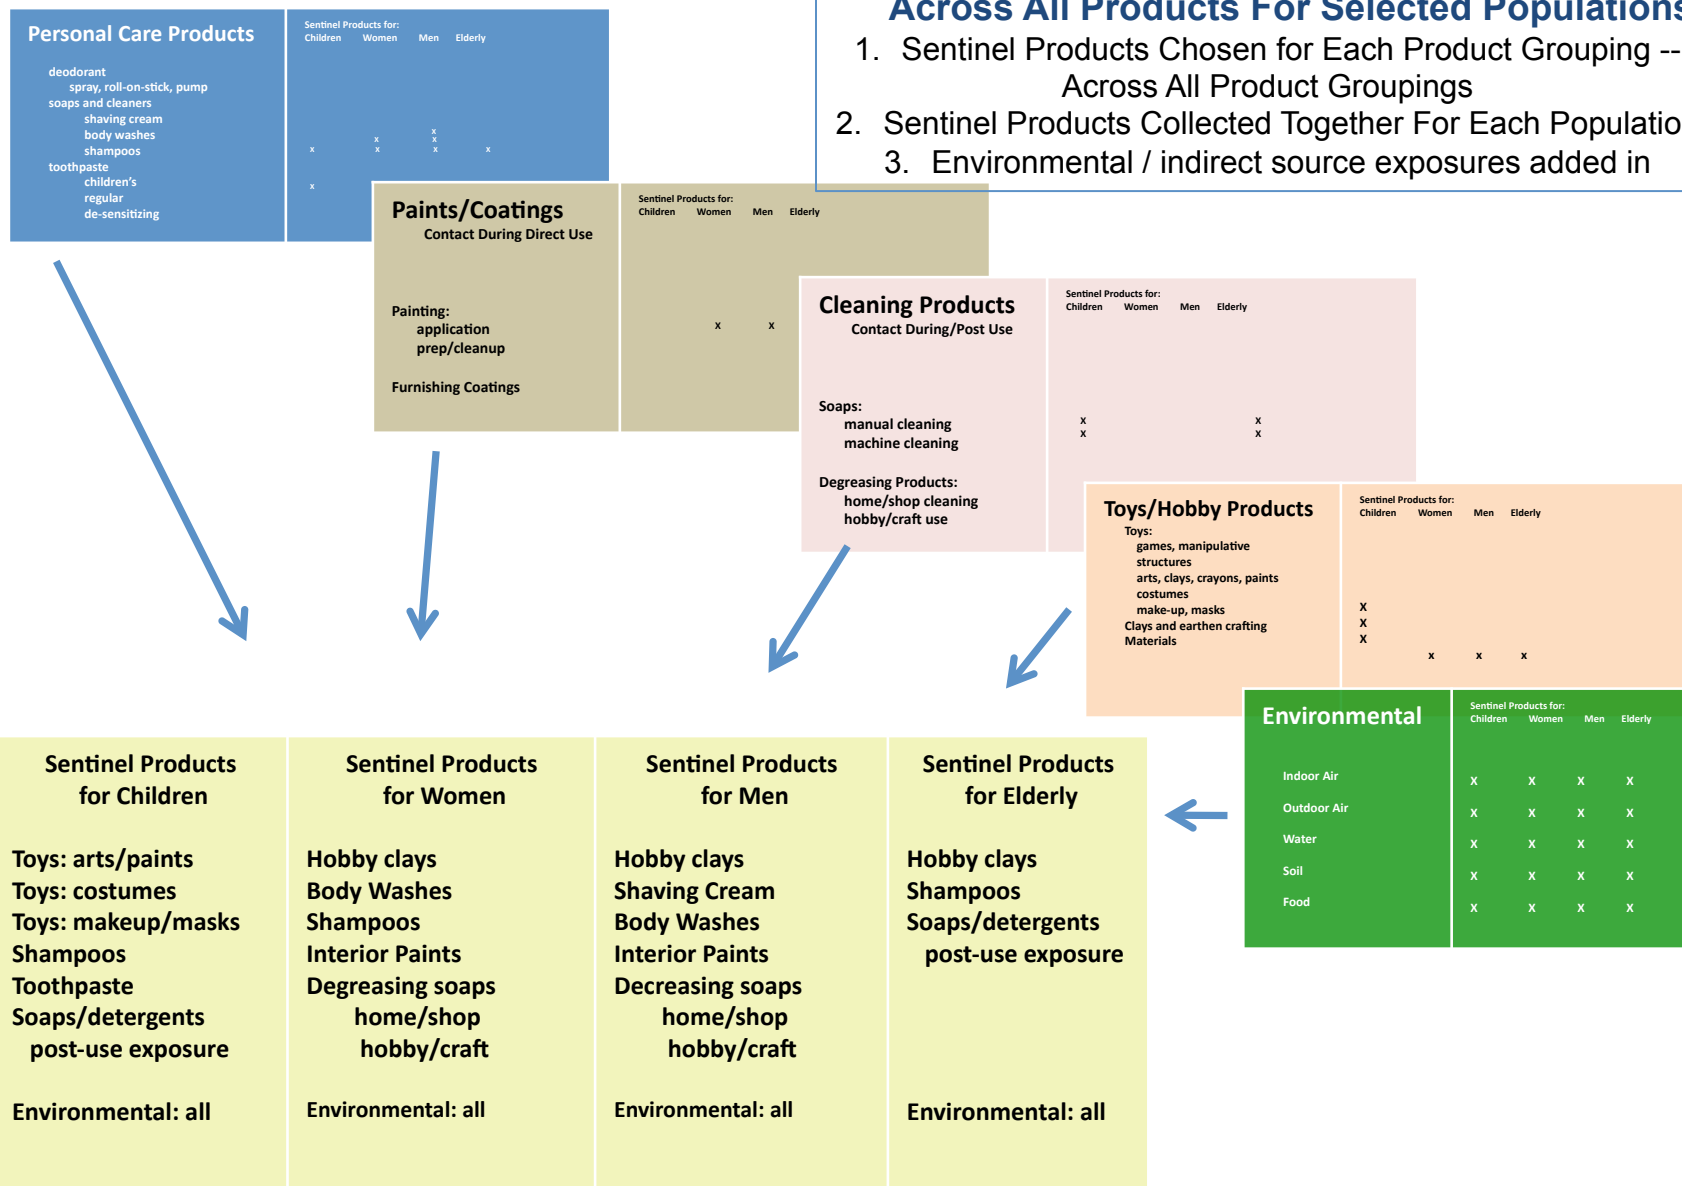 Across All Products For Selected Populations
1. Sentinel Products Chosen for Each Product Grouping --
Across All Product Groupings
2. Sentinel Products Collected Together For Each Populatio
3. Environmental / indirect source exposures added in
Personal Care Products
deodorant
spray, roll-on-stick, pump
soaps and cleaners
shaving cream
body washes
shampoos
toothpaste
children's
regular
de-sensitizing
Sentinel Products for:
Children Women Men Elderly
x
x x
x x x x
x
Paints/Coatings
Contact During Direct Use
Painting:
application
prep/cleanup
Furnishing Coatings
Sentinel Products for:
Children Women Men Elderly
x x
Cleaning Products
Contact During/Post Use
Soaps:
manual cleaning
machine cleaning
Degreasing Products:
home/shop cleaning
hobby/craft use
Sentinel Products for:
Children Women Men Elderly
x x
x x
Toys/Hobby Products
Toys:
games, manipulative
structures
arts, clays, crayons, paints
costumes
make-up, masks
Clays and earthen crafting
Materials
Sentinel Products for:
Children Women Men Elderly
X
X
X
x x x
Environmental
Sentinel Products for:
Children Women Men Elderly
Indoor Air X X X X
Outdoor Air X X X X
Water X X X X
Soil X X X X
Food X X X X
Sentinel Products
for Children
Toys: arts/paints
Toys: costumes
Toys: makeup/masks
Shampoos
Toothpaste
Soaps/detergents
post-use exposure
Environmental: all
Sentinel Products
for Women
Hobby clays
Body Washes
Shampoos
Interior Paints
Degreasing soaps
home/shop
hobby/craft
Environmental: all
Sentinel Products
for Men
Hobby clays
Shaving Cream
Body Washes
Interior Paints
Decreasing soaps
home/shop
hobby/craft
Environmental: all
Sentinel Products
for Elderly
Hobby clays
Shampoos
Soaps/detergents
post-use exposure
Environmental: all